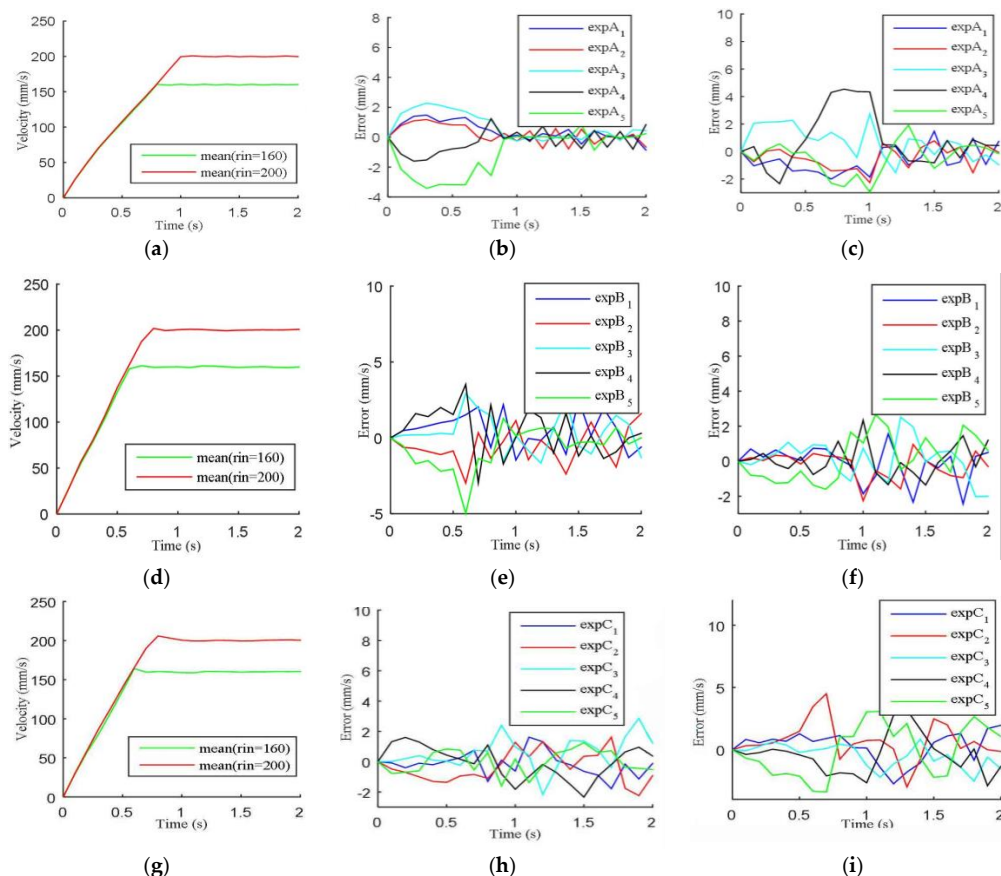 250
200
150
100
50
0
Velocity (mm/s)
mean(rin=160)
mean(rin=200)
0 0.5 1 1.5 2
Time (s)
(a)
8
6
4
2
0
-2
-4
Error (mm/s)
expA1
expA2
expA3
expA4
expA5
0 0.5 1 1.5 2
Time (s)
(b)
10
8
6
4
2
0
-2
Error (mm/s)
expA1
expA2
expA3
expA4
expA5
0 0.5 1 1.5 2
Time (s)
(c)
250
200
150
100
50
0
Velocity (mm/s)
mean(rin=160)
mean(rin=200)
0 0.5 1 1.5 2
Time (s)
(d)
10
5
0
-5
Error (mm/s)
expB1
expB2
expB3
expB4
expB5
0 0.5 1 1.5 2
Time (s)
(e)
10
8
6
4
2
0
-2
Error (mm/s)
expB1
expB2
expB3
expB4
expB5
0 0.5 1 1.5 2
Time (s)
(f)
250
200
150
100
50
0
Velocity (mm/s)
mean(rin=160)
mean(rin=200)
0 0.5 1 1.5 2
Time (s)
(g)
10
8
6
4
2
0
-2
Error (mm/s)
expC1
expC2
expC3
expC4
expC5
0 0.5 1 1.5 2
Time (s)
(h)
10
5
0
Error (mm/s)
expC1
expC2
expC3
expC4
expC5
0 0.5 1 1.5 2
Time (s)
(i)